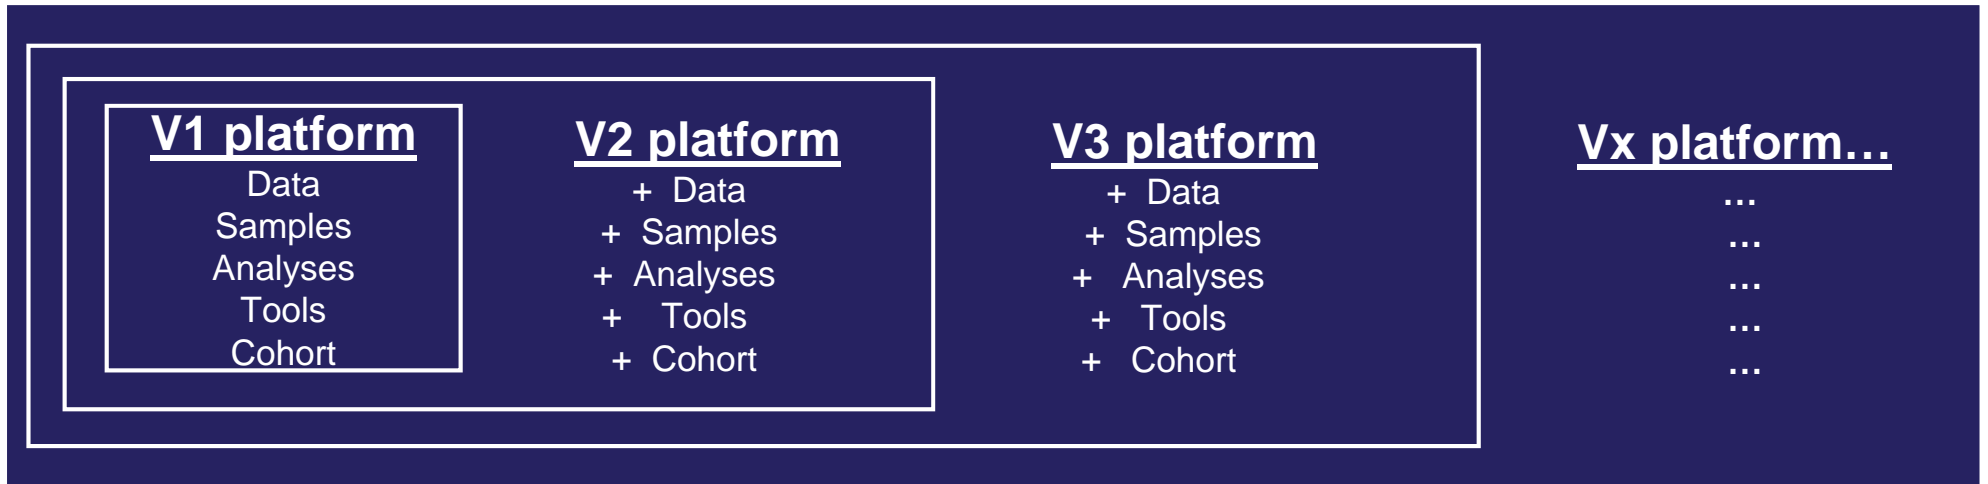 V1 platform
Data
Samples
Analyses
Tools
Cohort
V2 platform
+ Data
+ Samples
+ Analyses
+ Tools
+ Cohort
V3 platform
+ Data
+ Samples
+ Analyses
+ Tools
+ Cohort
Vx platform…
…
…
…
…
…